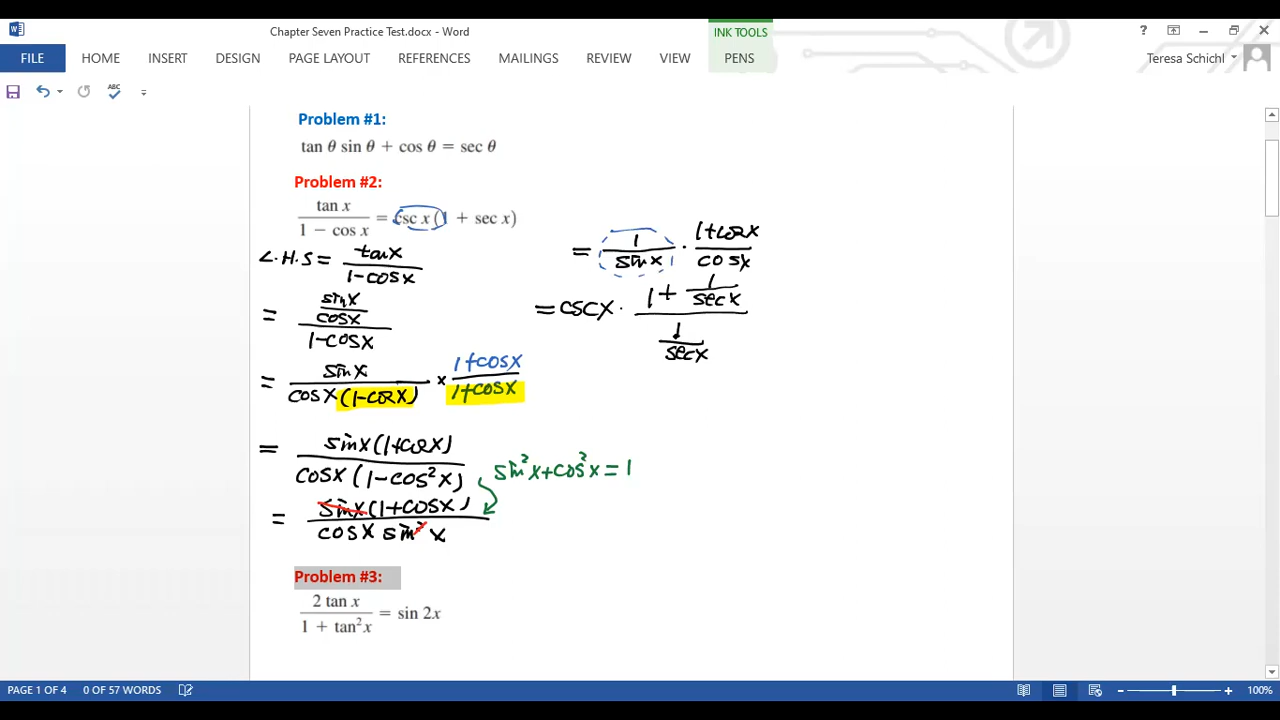 Chapter Seven Practice Test.docx - Word
INK TOOLS
?
FILE HOME INSERT DESIGN PAGE LAYOUT REFERENCES MAILINGS REVIEW VIEW PENS
Teresa Schichl
ABC
Problem #1:
tan θ sin θ + cos θ = sec θ
Problem #2:
tan x / 1 − cos x = csc x (1 + sec x)
L.H.S = tanx / 1-cosx
= sinx/cosx / 1-cosx
= sinx / cosx (1-cosx) × 1+cosx / 1+cosx
= sinx (1+cosx) / cosx (1-cos²x)
sin²x+cos²x = 1
= sinx (1+cosx) / cosx sin²x
= 1/sinx · 1+cosx / cosx
= cscx · 1+ 1/secx / 1/secx
Problem #3:
2 tan x / 1 + tan²x = sin 2x
PAGE 1 OF 4 0 OF 57 WORDS
100%